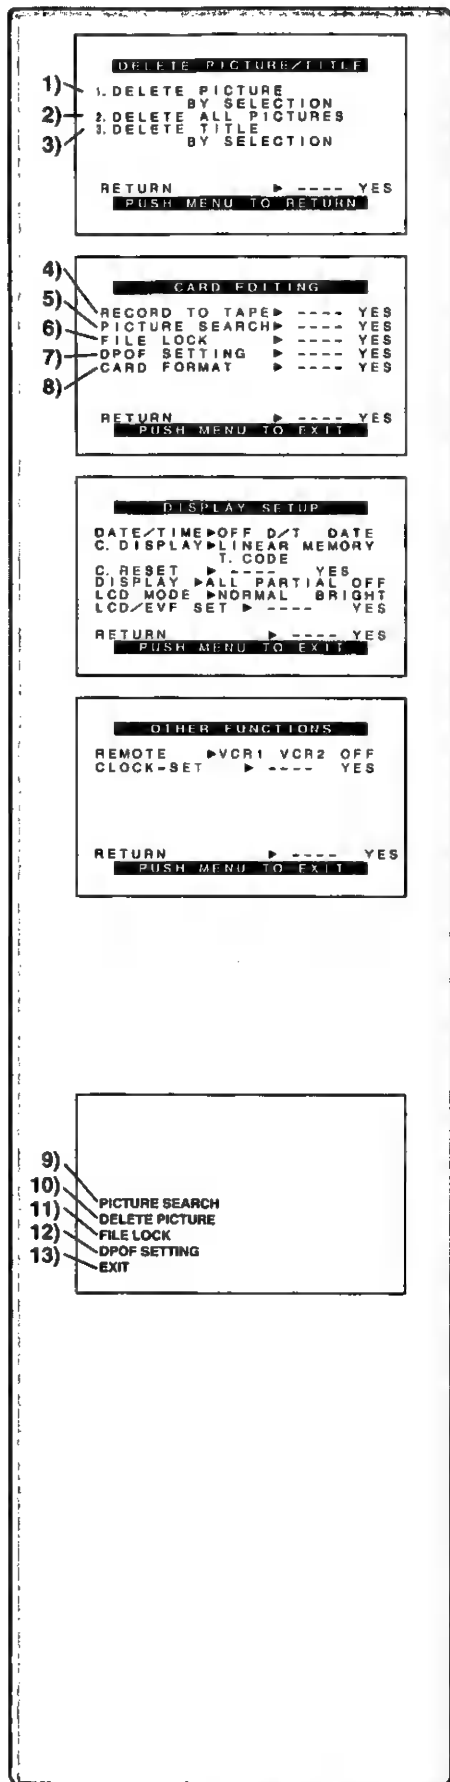 DELETE PICTURE/TITLE
1) 1. DELETE PICTURE
BY SELECTION
2) 2. DELETE ALL PICTURES
3) 3. DELETE TITLE
BY SELECTION
RETURN ▶ ---- YES
PUSH MENU TO RETURN
CARD EDITING
4) RECORD TO TAPE▶ ---- YES
5) PICTURE SEARCH▶ ---- YES
6) FILE LOCK ▶ ---- YES
7) DPOF SETTING ▶ ---- YES
8) CARD FORMAT ▶ ---- YES
RETURN ▶ ---- YES
PUSH MENU TO EXIT
DISPLAY SETUP
DATE/TIME▶OFF D/T DATE
C. DISPLAY▶LINEAR MEMORY
T. CODE
C. RESET ▶ ---- YES
DISPLAY ▶ALL PARTIAL OFF
LCD MODE ▶NORMAL BRIGHT
LCD/EVF SET ▶ ---- YES
RETURN ▶ ---- YES
PUSH MENU TO EXIT
OTHER FUNCTIONS
REMOTE ▶VCR1 VCR2 OFF
CLOCK-SET ▶ ---- YES
RETURN ▶ ---- YES
PUSH MENU TO EXIT
9) PICTURE SEARCH
10) DELETE PICTURE
11) FILE LOCK
12) DPOF SETTING
13) EXIT